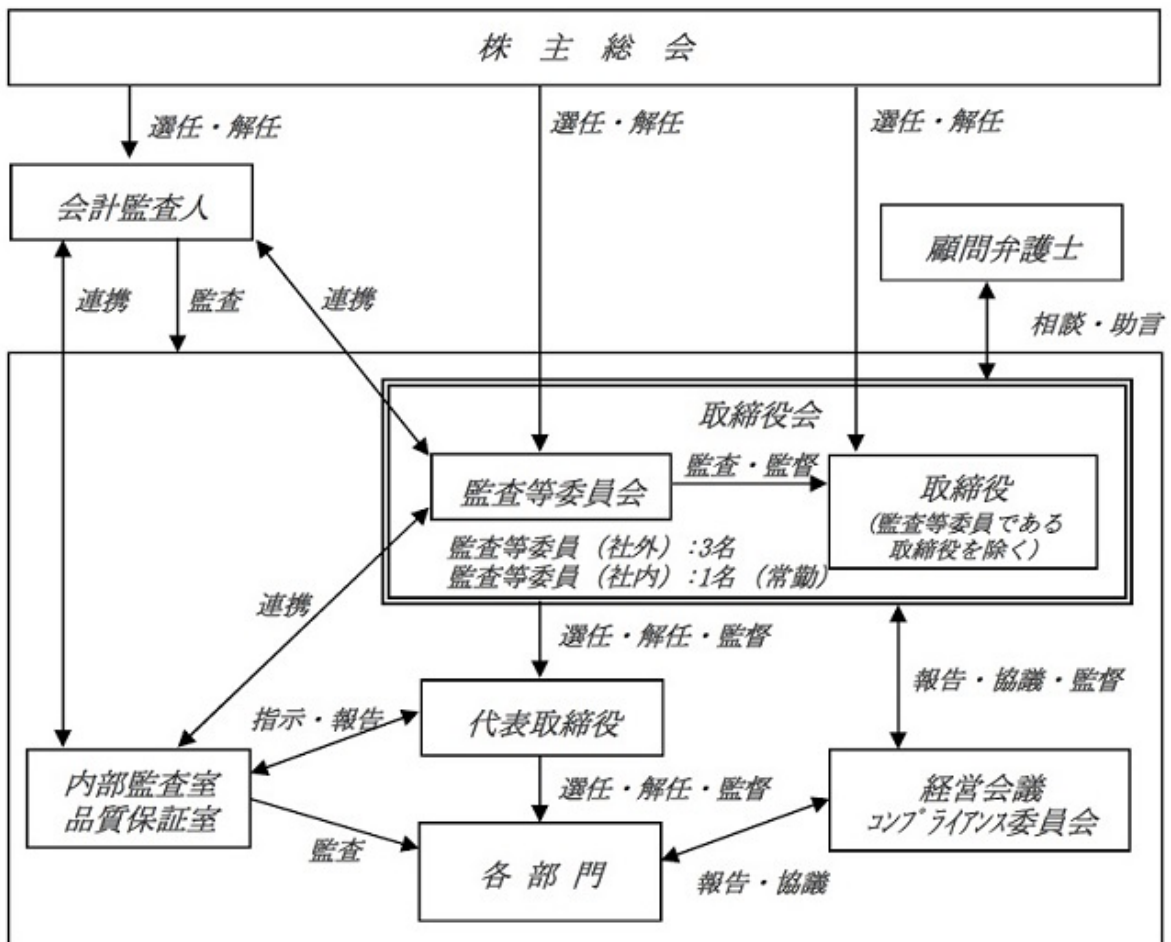 株 主 総 会
選任・解任
選任・解任
選任・解任
会計監査人
顧問弁護士
連携
監査
連携
相談・助言
取締役会
監査等委員会
監査・監督
取締役
(監査等委員である
取締役を除く)
監査等委員(社外):3名
監査等委員(社内):1名(常勤)
連携
選任・解任・監督
報告・協議・監督
指示・報告
代表取締役
内部監査室
品質保証室
選任・解任・監督
経営会議
コンプライアンス委員会
監査
各 部 門
報告・協議